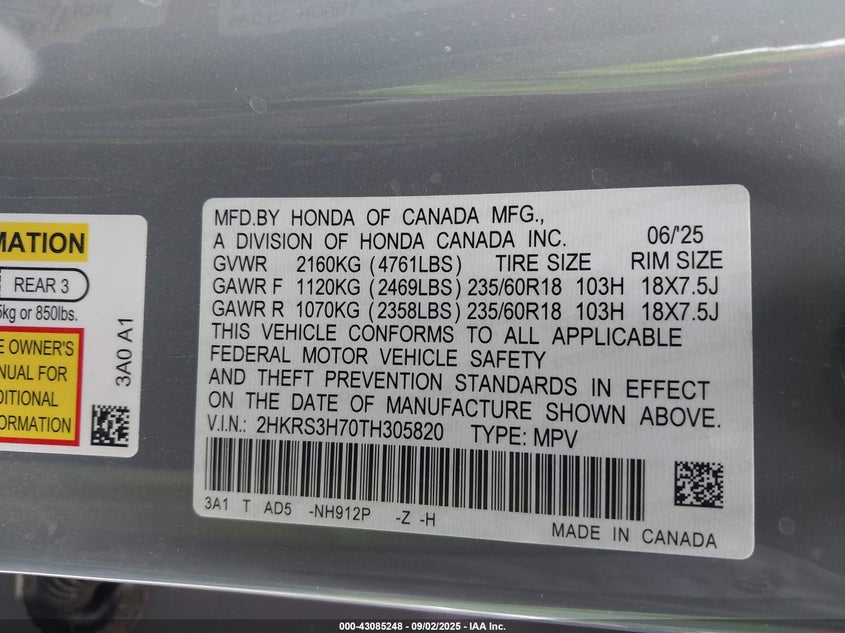 MATION
REAR 3
5kg or 850lbs.
E OWNER'S
NUAL FOR
DITIONAL
FORMATION
3A0 A1
MFD.BY HONDA OF CANADA MFG.,
A DIVISION OF HONDA CANADA INC. 06/'25
GVWR 2160KG (4761LBS) TIRE SIZE RIM SIZE
GAWR F 1120KG (2469LBS) 235/60R18 103H 18X7.5J
GAWR R 1070KG (2358LBS) 235/60R18 103H 18X7.5J
THIS VEHICLE CONFORMS TO ALL APPLICABLE
FEDERAL MOTOR VEHICLE SAFETY
AND THEFT PREVENTION STANDARDS IN EFFECT
ON THE DATE OF MANUFACTURE SHOWN ABOVE.
V.I.N.: 2HKRS3H70TH305820 TYPE: MPV
3A1 T AD5 -NH912P -Z -H
MADE IN CANADA
000-43085248 - 09/02/2025 - IAA Inc.